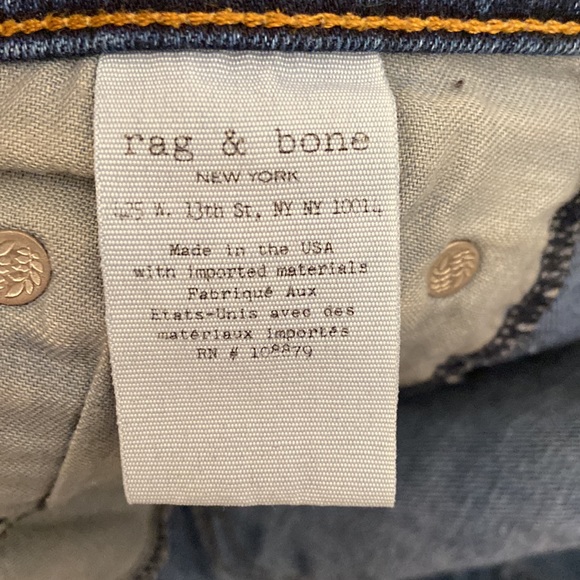 rag & bone
NEW YORK
425 W. 13th St, NY NY 10014
Made in the USA
with imported materials
Fabriqué Aux
Etats-Unis avec des
matériaux importés
RN # 108879